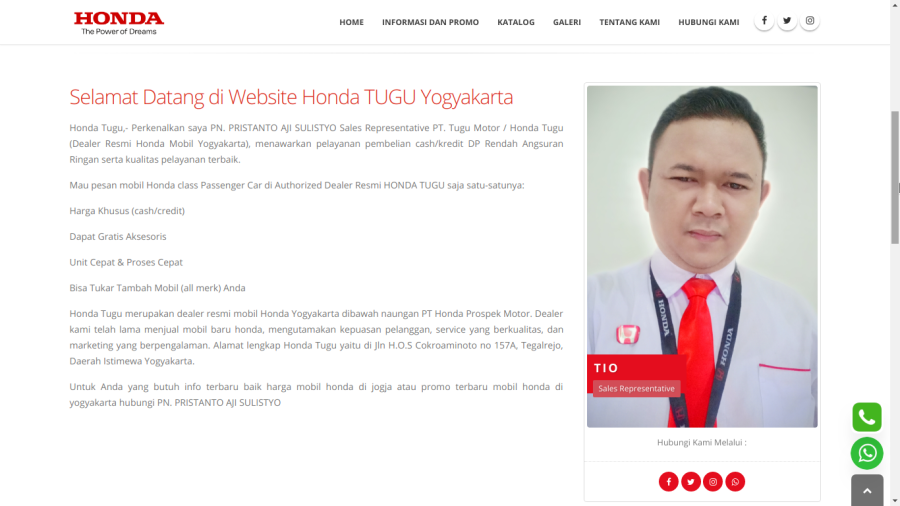 HONDA
The Power of Dreams
HOME INFORMASI DAN PROMO KATALOG GALERI TENTANG KAMI HUBUNGI KAMI
Selamat Datang di Website Honda TUGU Yogyakarta
Honda Tugu,- Perkenalkan saya PN. PRISTANTO AJI SULISTYO Sales Representative PT. Tugu Motor / Honda Tugu
(Dealer Resmi Honda Mobil Yogyakarta), menawarkan pelayanan pembelian cash/kredit DP Rendah Angsuran
Ringan serta kualitas pelayanan terbaik.
Mau pesan mobil Honda class Passenger Car di Authorized Dealer Resmi HONDA TUGU saja satu-satunya:
Harga Khusus (cash/credit)
Dapat Gratis Aksesoris
Unit Cepat & Proses Cepat
Bisa Tukar Tambah Mobil (all merk) Anda
Honda Tugu merupakan dealer resmi mobil Honda Yogyakarta dibawah naungan PT Honda Prospek Motor. Dealer
kami telah lama menjual mobil baru honda, mengutamakan kepuasan pelanggan, service yang berkualitas, dan
marketing yang berpengalaman. Alamat lengkap Honda Tugu yaitu di Jln H.O.S Cokroaminoto no 157A, Tegalrejo,
Daerah Istimewa Yogyakarta.
Untuk Anda yang butuh info terbaru baik harga mobil honda di jogja atau promo terbaru mobil honda di
yogyakarta hubungi PN. PRISTANTO AJI SULISTYO
HONDA
HONDA
TIO
Sales Representative
Hubungi Kami Melalui :